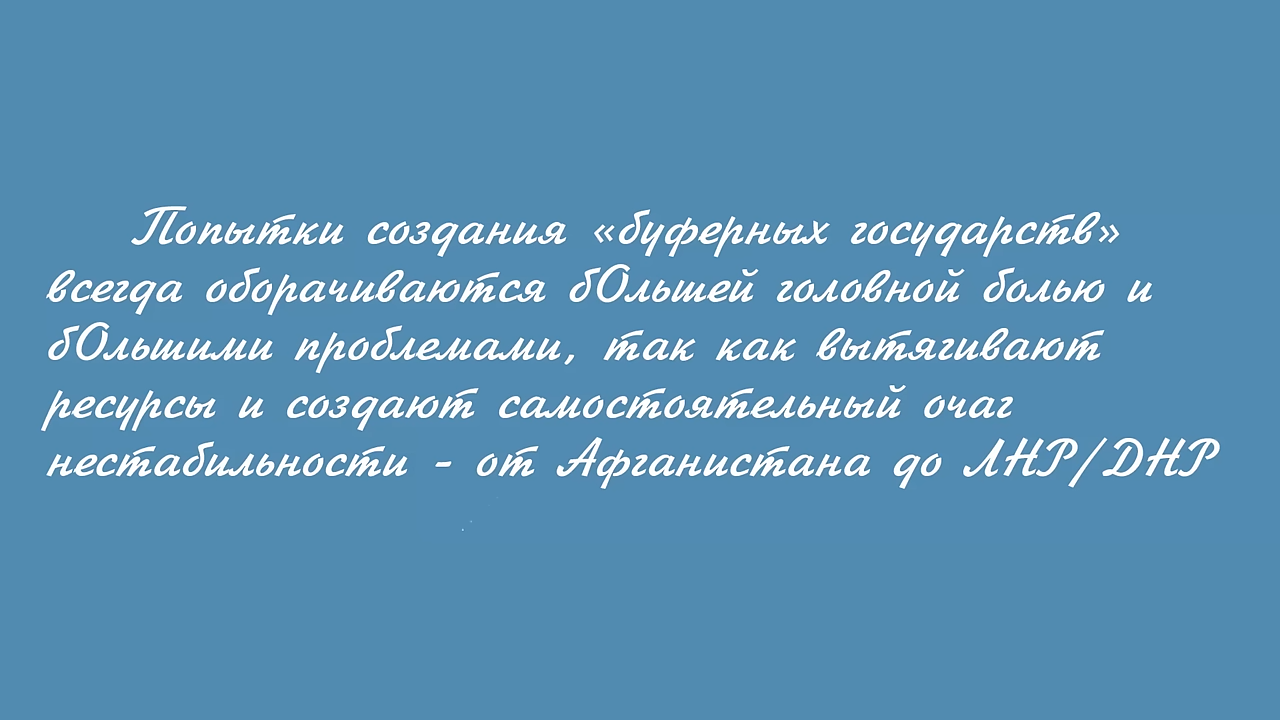 Попытки создания «буферных государств»
всегда оборачиваются бОльшей головной болью и
бОльшими проблемами, так как вытягивают
ресурсы и создают самостоятельный очаг
нестабильности - от Афганистана до ЛНР/ДНР